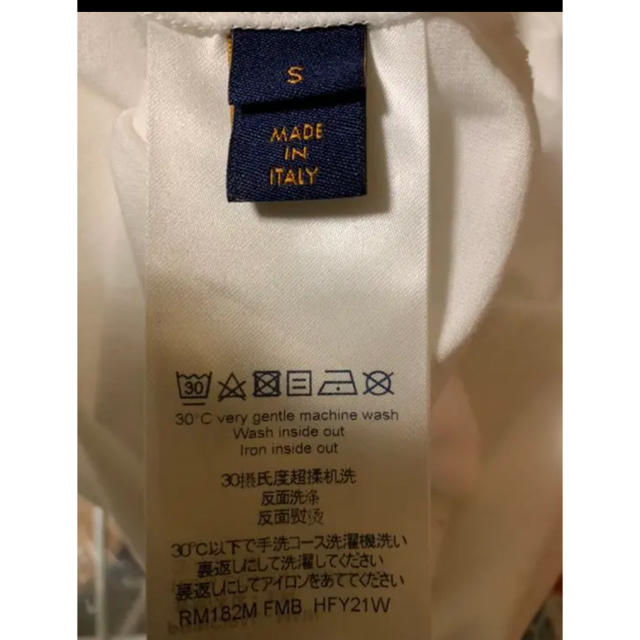 S
MADE
IN
ITALY
30
30°C very gentle machine wash
Wash inside out
Iron inside out
30摄氏度超揉机洗
反面洗涤
反面熨烫
30℃以下で手洗コース洗濯機洗い
裏返しにして洗濯してください
裏返しにしてアイロンをあててください
RM182M FMB HFY21W